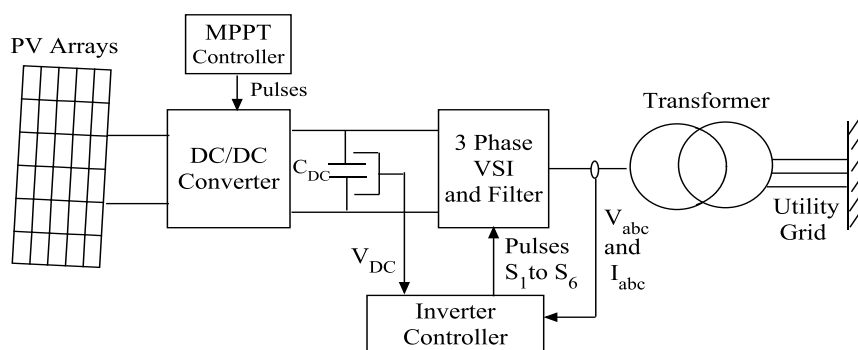 PV Arrays
MPPT
Controller
Pulses
DC/DC
Converter
C_DC
3 Phase
VSI
and Filter
Transformer
V_abc
and
I_abc
Utility
Grid
V_DC
Pulses
S_1 to S_6
Inverter
Controller